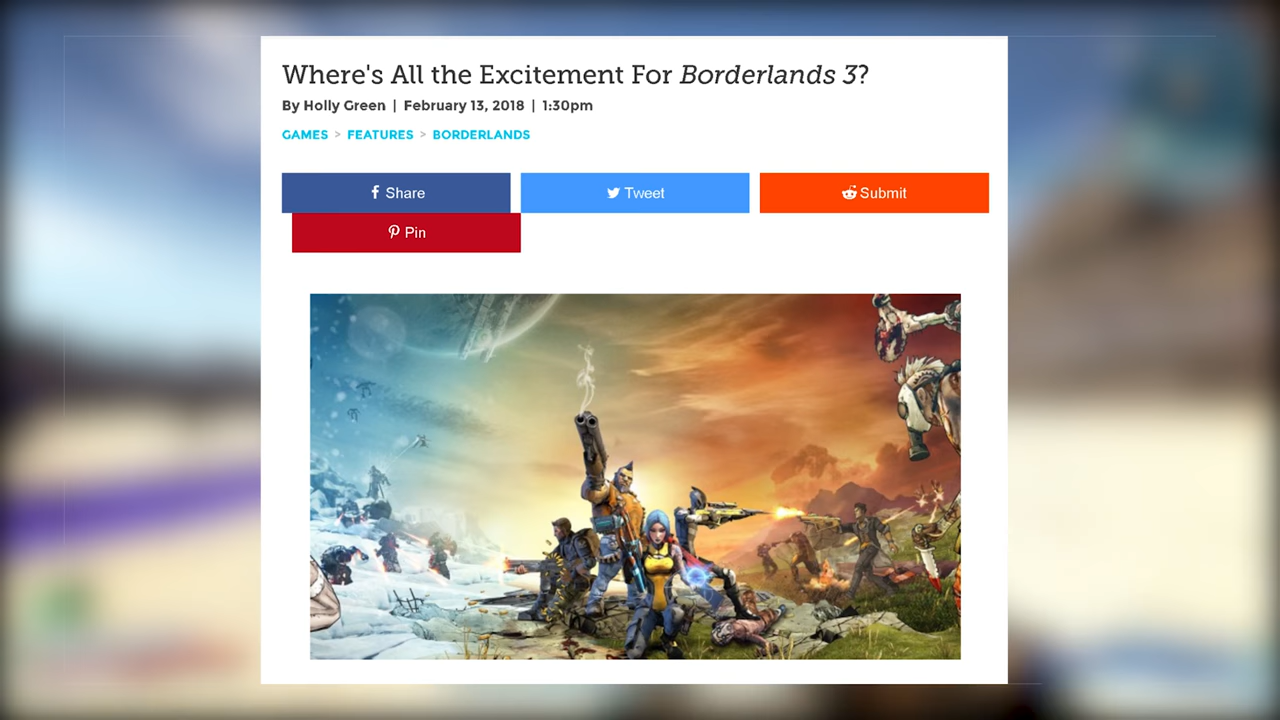 Where's All the Excitement For Borderlands 3?
By Holly Green | February 13, 2018 | 1:30pm
GAMES > FEATURES > BORDERLANDS
Share Tweet Submit
Pin